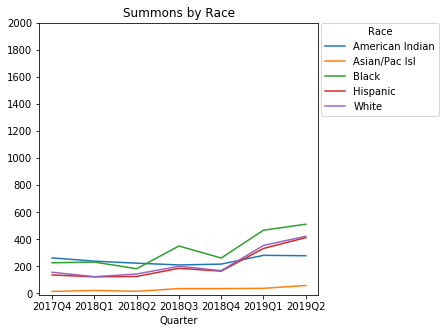 Summons by Race
2000
1800
1600
1400
1200
1000
800
600
400
200
0
2017Q4 2018Q1 2018Q2 2018Q3 2018Q4 2019Q1 2019Q2
Quarter
Race
American Indian
Asian/Pac Isl
Black
Hispanic
White